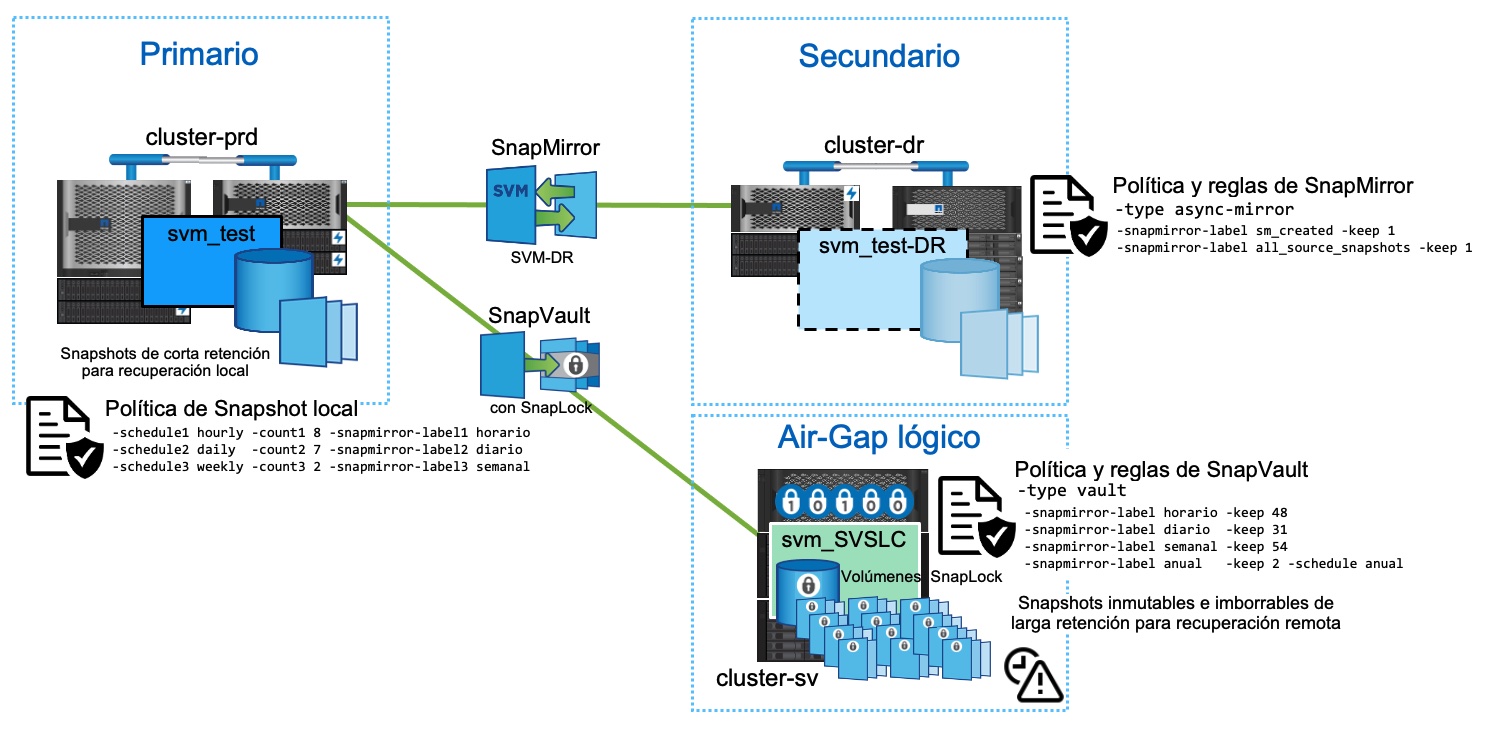 Primario
cluster-prd
svm_test
Snapshots de corta retención
para recuperación local
Política de Snapshot local
-schedule1 hourly -count1 8 -snapmirror-label1 horario
-schedule2 daily  -count2 7 -snapmirror-label2 diario
-schedule3 weekly -count3 2 -snapmirror-label3 semanal
SnapMirror
SVM
SVM-DR
SnapVault
con SnapLock
Secundario
cluster-dr
svm_test-DR
Política y reglas de SnapMirror
-type async-mirror
-snapmirror-label sm_created -keep 1
-snapmirror-label all_source_snapshots -keep 1
Air-Gap lógico
1 0 1 0 0
svm_SVSLC
Volúmenes SnapLock
cluster-sv
Política y reglas de SnapVault
-type vault
-snapmirror-label horario -keep 48
-snapmirror-label diario  -keep 31
-snapmirror-label semanal -keep 54
-snapmirror-label anual   -keep 2 -schedule anual
Snapshots inmutables e imborrables de
larga retención para recuperación remota